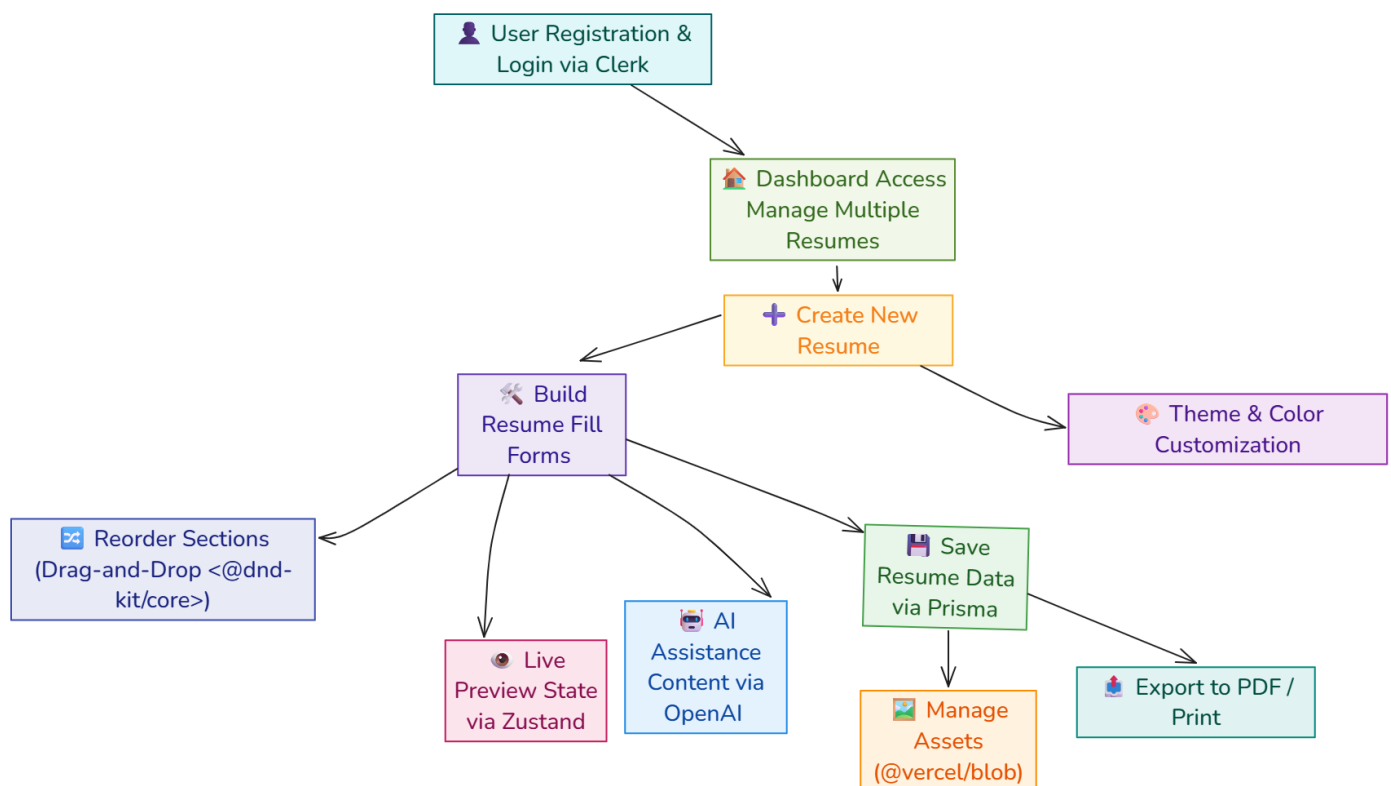 User Registration &
Login via Clerk
Dashboard Access
Manage Multiple
Resumes
Create New
Resume
Build
Resume Fill
Forms
Theme & Color
Customization
Reorder Sections
(Drag-and-Drop <@dnd-
kit/core>)
Save
Resume Data
via Prisma
AI
Assistance
Content via
OpenAI
Live
Preview State
via Zustand
Export to PDF /
Print
Manage
Assets
(@vercel/blob)